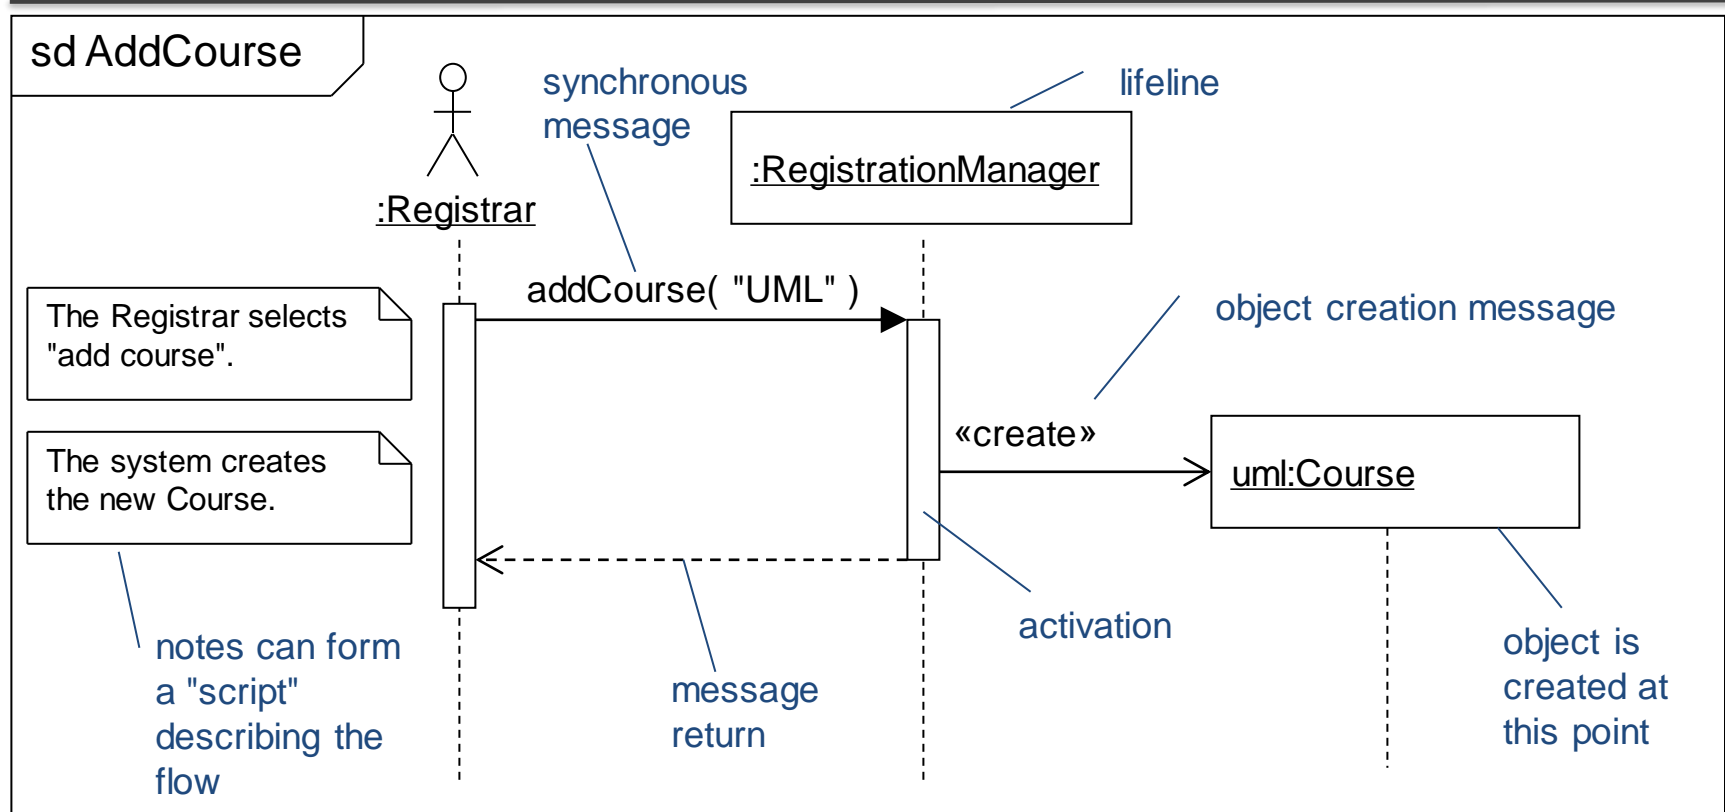 sd AddCourse
synchronous
message
lifeline
:RegistrationManager
:Registrar
addCourse( "UML" )
The Registrar selects
"add course".
object creation message
«create»
The system creates
the new Course.
uml:Course
activation
notes can form
a "script"
describing the
flow
message
return
object is
created at
this point